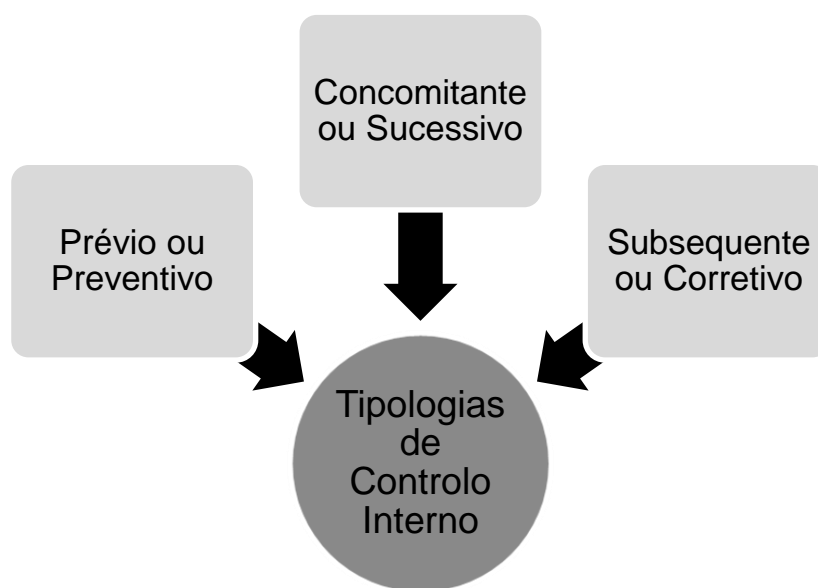 Concomitante
ou Sucessivo
Prévio ou
Preventivo
Subsequente
ou Corretivo
Tipologias
de
Controlo
Interno